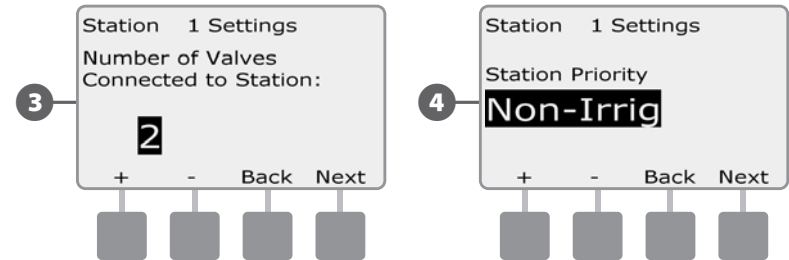 3
Station 1 Settings
Number of Valves
Connected to Station:
2
+ - Back Next
4
Station 1 Settings
Station Priority
Non-Irrig
+ - Back Next